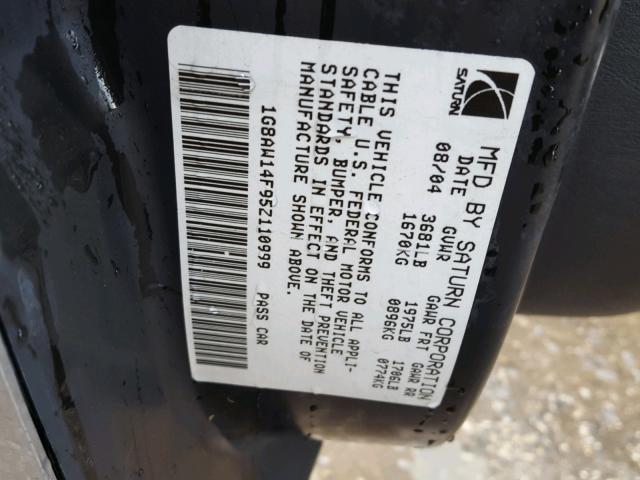 SATURN
MFD BY SATURN CORPORATION
DATE GVWR GAWR FRT GAWR RR
08/04 3681LB 1975LB 1706LB
1670KG 0896KG 0774KG
THIS VEHICLE CONFORMS TO ALL APPLI-
CABLE U.S. FEDERAL MOTOR VEHICLE
SAFETY, BUMPER, AND THEFT PREVENTION
STANDARDS IN EFFECT ON THE DATE OF
MANUFACTURE SHOWN ABOVE.
1G8AW14F95Z110999 PASS CAR